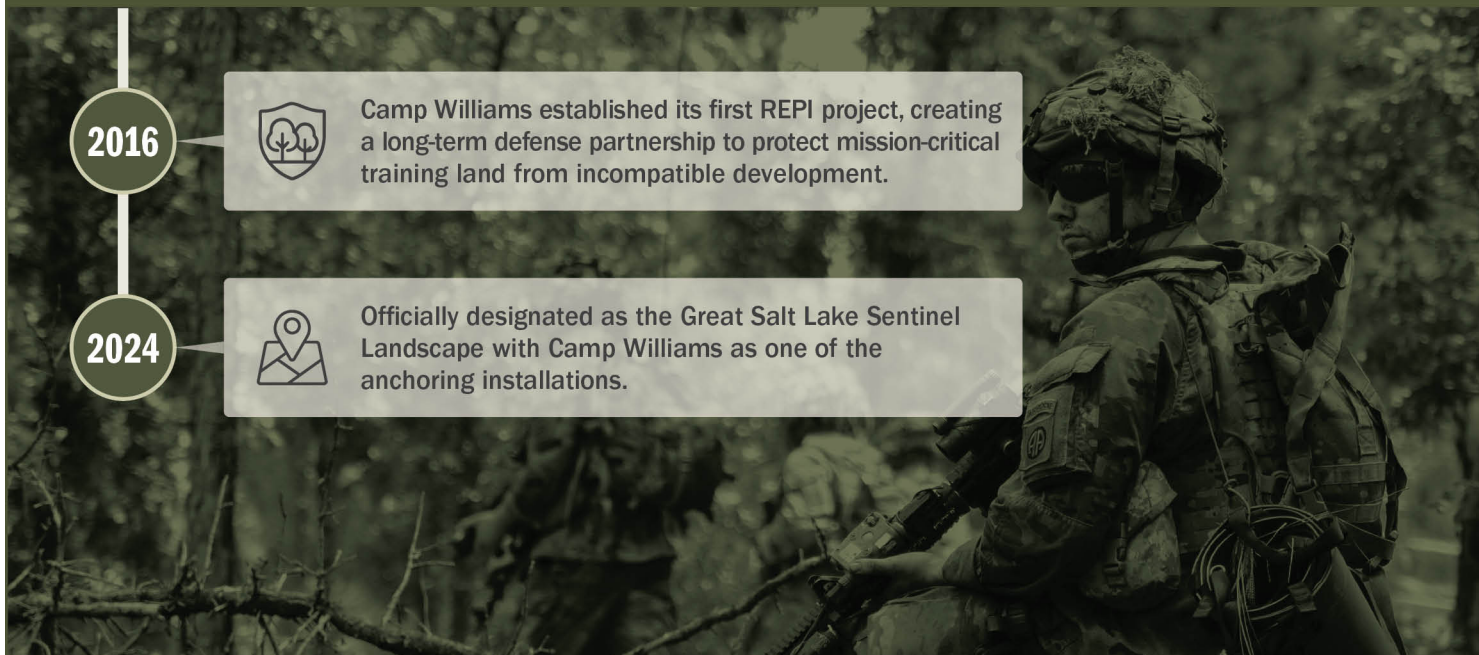 2016
Camp Williams established its first REPI project, creating
a long-term defense partnership to protect mission-critical
training land from incompatible development.
2024
Officially designated as the Great Salt Lake Sentinel
Landscape with Camp Williams as one of the
anchoring installations.